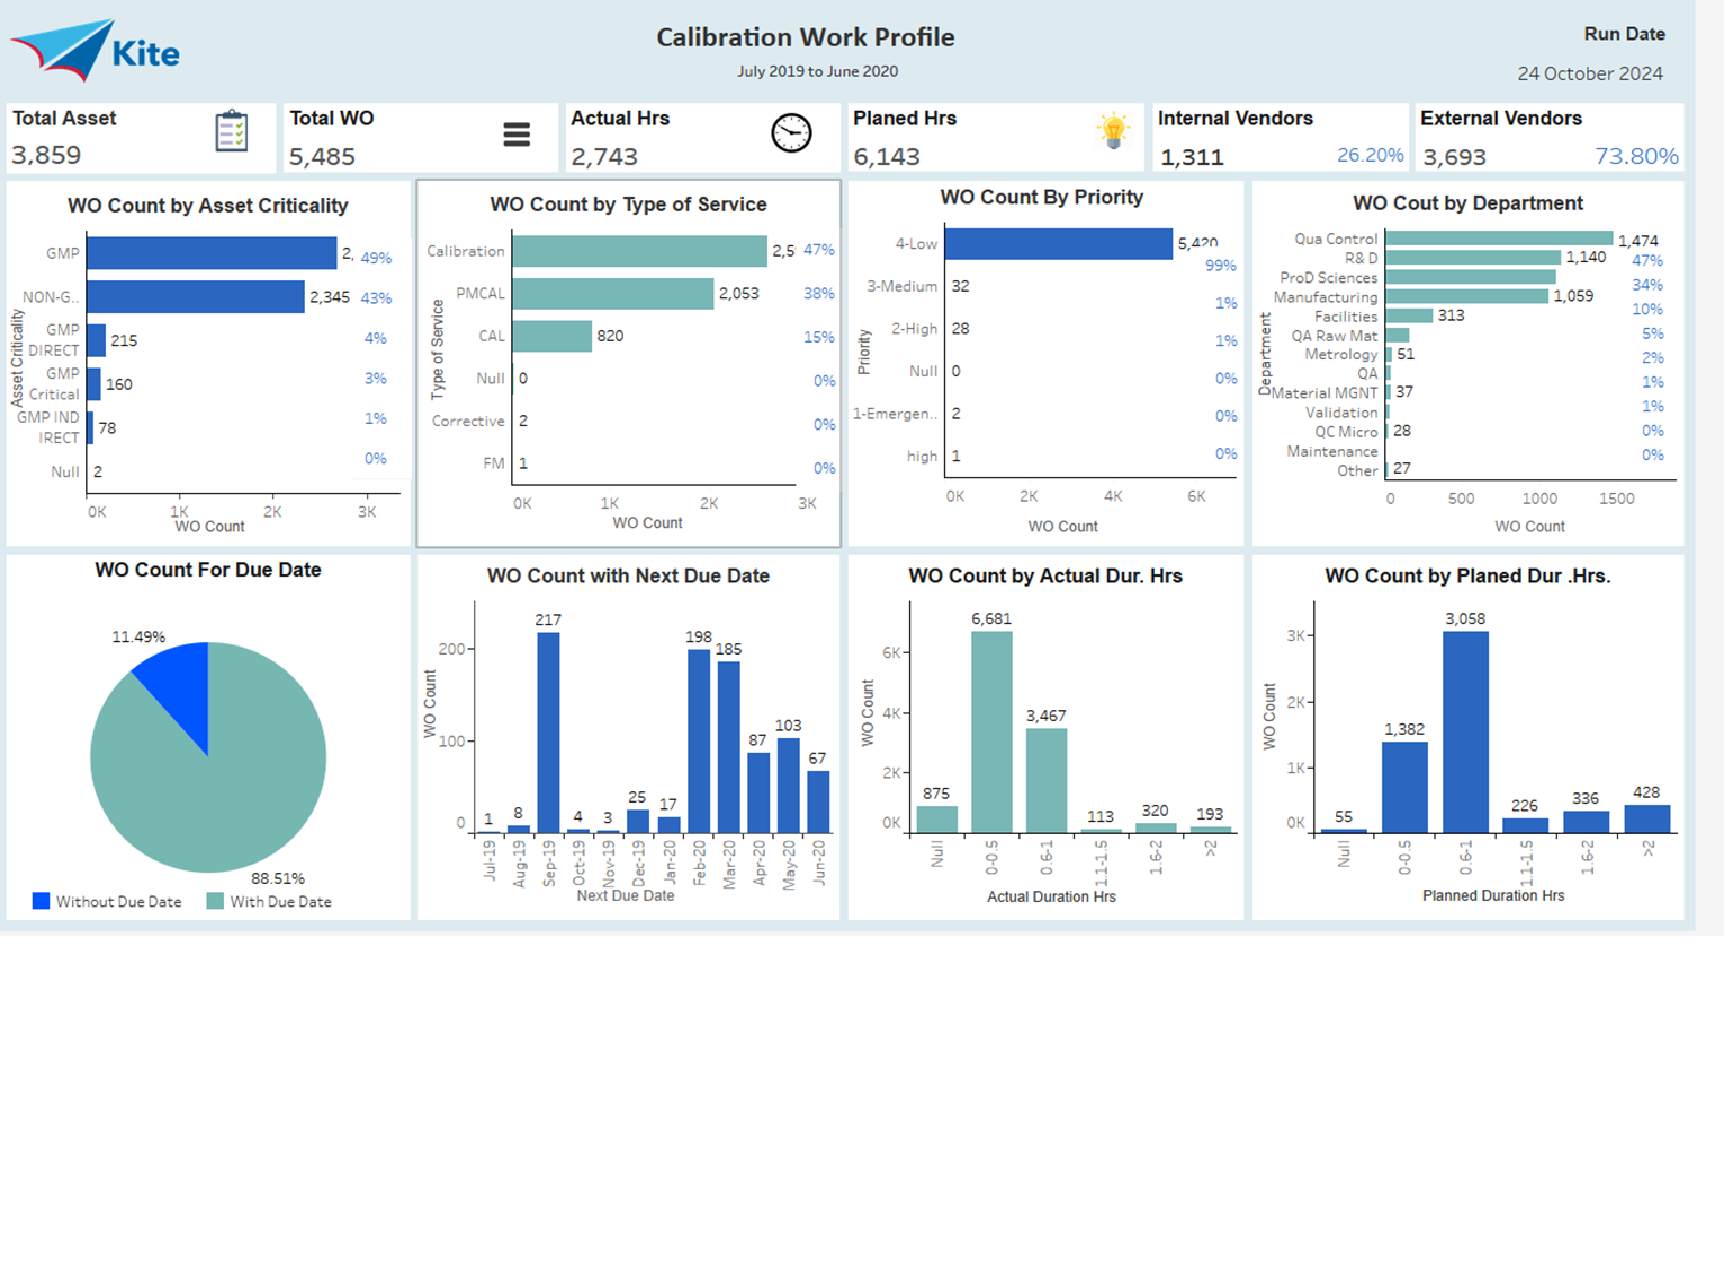 Kite
Calibration Work Profile
July 2019 to June 2020
Run Date
24 October 2024
Total Asset
3,859
Total WO
5,485
Actual Hrs
2,743
Planed Hrs
6,143
Internal Vendors
1,311 26.20%
External Vendors
3,693 73.80%
WO Count by Asset Criticality
Asset Criticality
GMP 2, 49%
NON-G.. 2,345 43%
GMP
DIRECT 215 4%
GMP
Critical 160 3%
GMP IND
IRECT 78 1%
Null 2 0%
0K 1K 2K 3K
WO Count
WO Count by Type of Service
Type of Service
Calibration 2,5 47%
PMCAL 2,053 38%
CAL 820 15%
Null 0 0%
Corrective 2 0%
FM 1 0%
0K 1K 2K 3K
WO Count
WO Count By Priority
Priority
4-Low 5,420
99%
3-Medium 32
1%
2-High 28
1%
Null 0
0%
1-Emergen.. 2
0%
high 1
0%
0K 2K 4K 6K
WO Count
WO Cout by Department
Department
Qua Control 1,474
R& D 1,140 47%
ProD Sciences
34%
Manufacturing 1,059
10%
Facilities 313
QA Raw Mat 5%
Metrology 51 2%
QA 1%
Material MGNT 37
1%
Validation
QC Micro 28 0%
Maintenance 0%
Other 27
0 500 1000 1500
WO Count
WO Count For Due Date
11.49%
88.51%
Without Due Date With Due Date
WO Count with Next Due Date
WO Count
200
100
0
1 8 217 4 3 25 17 198 185 87 103 67
Jul-19 Aug-19 Sep-19 Oct-19 Nov-19 Dec-19 Jan-20 Feb-20 Mar-20 Apr-20 May-20 Jun-20
Next Due Date
WO Count by Actual Dur. Hrs
WO Count
6K
4K
2K
0K
875 6,681 3,467 113 320 193
Null 0-0.5 0.6-1 1.1-1.5 1.6-2 >2
Actual Duration Hrs
WO Count by Planed Dur .Hrs.
WO Count
3K
2K
1K
0K
55 1,382 3,058 226 336 428
Null 0-0.5 0.6-1 1.1-1.5 1.6-2 >2
Planned Duration Hrs